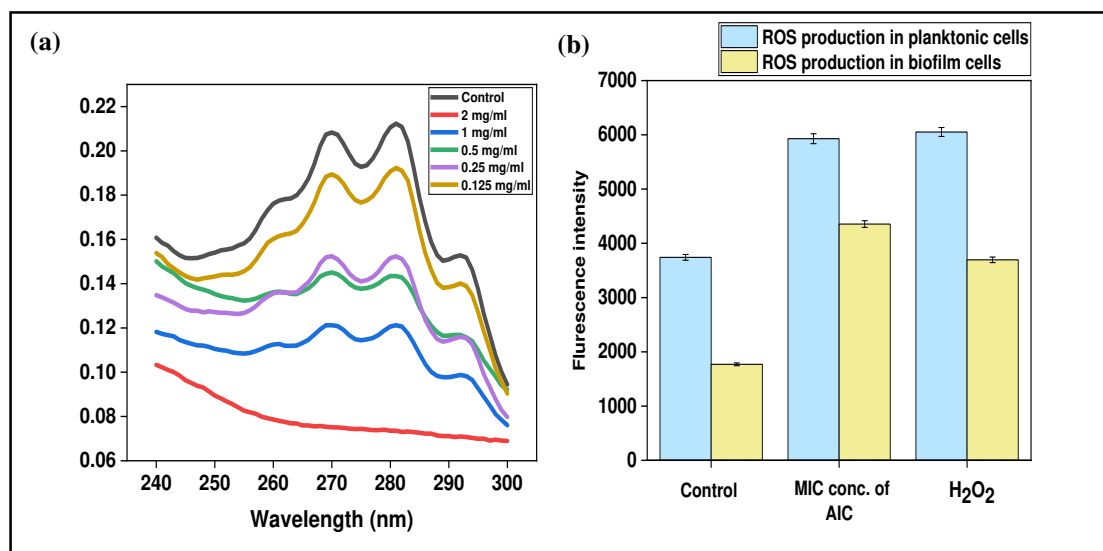 (a)
0.22
0.20
0.18
0.16
0.14
0.12
0.10
0.08
0.06
240 250 260 270 280 290 300
Wavelength (nm)
Control
2 mg/ml
1 mg/ml
0.5 mg/ml
0.25 mg/ml
0.125 mg/ml
(b)
ROS production in planktonic cells
ROS production in biofilm cells
Flurescence intensity
7000
6000
5000
4000
3000
2000
1000
0
Control
MIC conc. of
AIC
H₂O₂